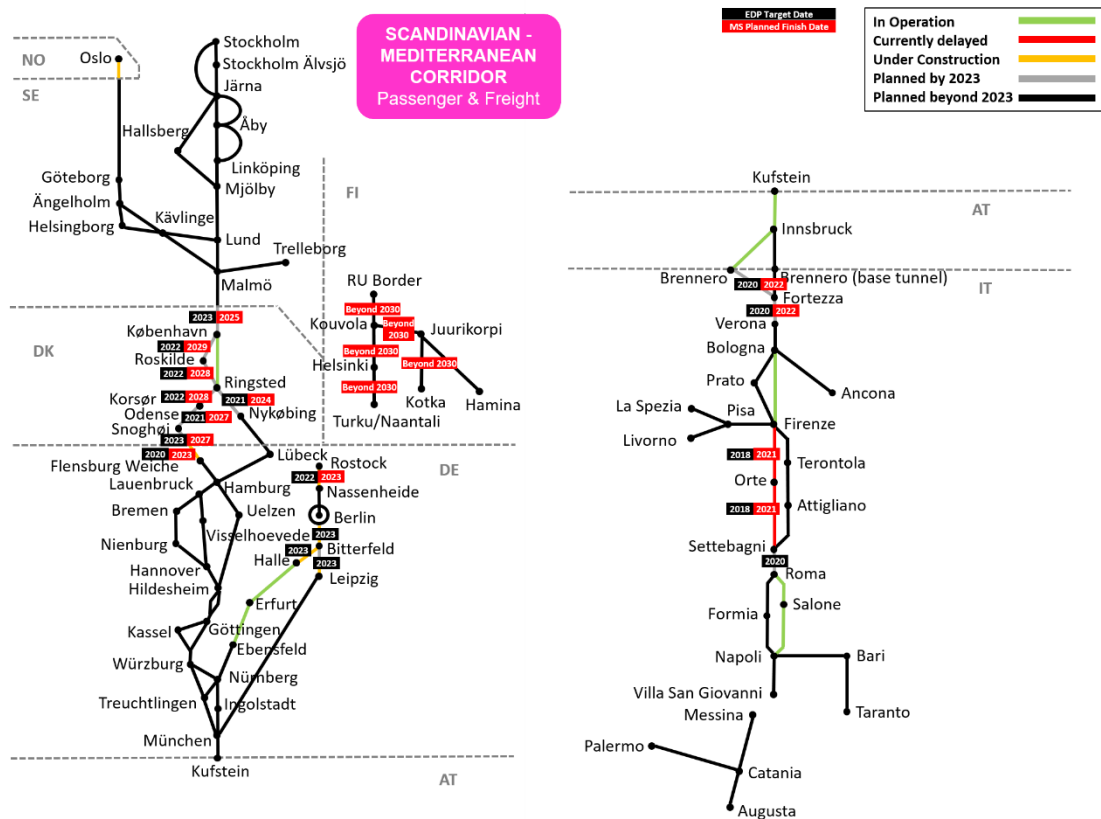 SCANDINAVIAN -
MEDITERRANEAN
CORRIDOR
Passenger & Freight
EDP Target Date
MS Planned Finish Date
In Operation
Currently delayed
Under Construction
Planned by 2023
Planned beyond 2023
NO
Oslo
SE
Stockholm
Stockholm Älvsjö
Järna
Åby
Hallsberg
Linköping
Mjölby
Göteborg
Ängelholm
Kävlinge
Helsingborg
Lund
Trelleborg
Malmö
FI
RU Border
Beyond 2030
Kouvola
Beyond
2030
Juurikorpi
Beyond 2030
Helsinki
Beyond 2030
Beyond 2030
Kotka
Hamina
Turku/Naantali
DK
2023 2025
København
2022 2029
Roskilde
2022 2028
Ringsted
Korsør
2022 2028
2021 2024
Odense
2021 2027
Nykøbing
Snoghøj
2023 2027
2020 2023
Flensburg Weiche
Lübeck
DE
Rostock
2022 2023
Nassenheide
Lauenbruck
Hamburg
Bremen
Uelzen
Berlin
Visselhoevede
2023
Nienburg
2023
Bitterfeld
Halle
2023
Hannover
Leipzig
Hildesheim
Erfurt
Kassel
Göttingen
Ebensfeld
Würzburg
Nürnberg
Treuchtlingen
Ingolstadt
München
Kufstein
AT
Kufstein
AT
Innsbruck
Brennero
Brennero (base tunnel)
IT
2020 2022
Fortezza
2020 2022
Verona
Bologna
Prato
Ancona
La Spezia
Pisa
Firenze
Livorno
2018 2021
Terontola
Orte
2018 2021
Attigliano
Settebagni
2020
Roma
Formia
Salone
Napoli
Bari
Villa San Giovanni
Taranto
Messina
Palermo
Catania
Augusta